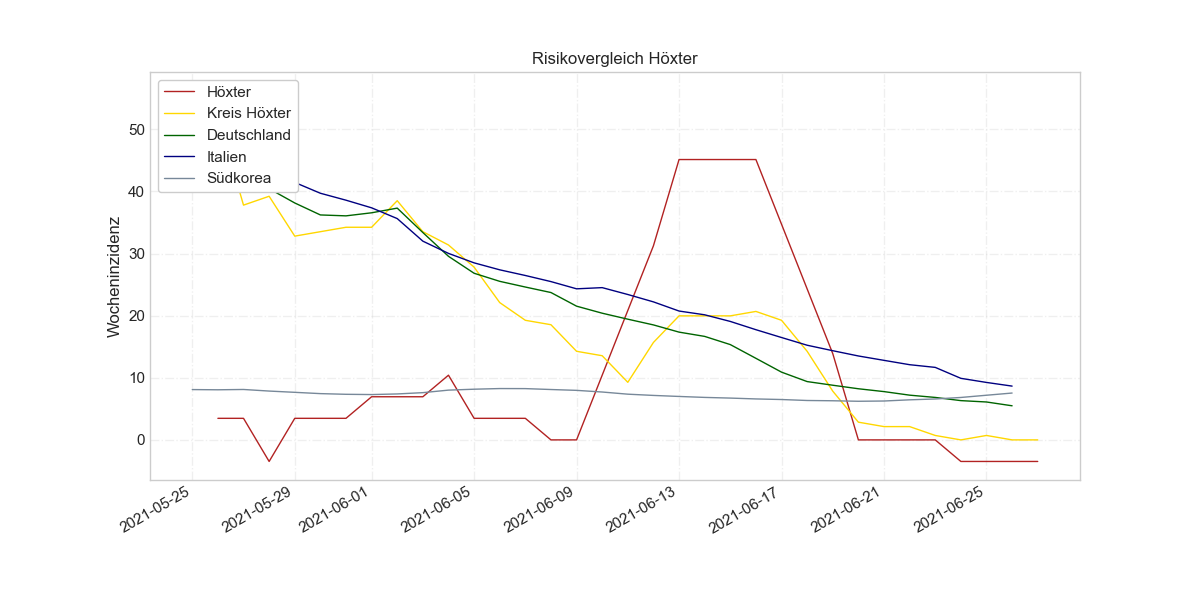 Risikovergleich Höxter
Höxter
Kreis Höxter
Deutschland
Italien
Südkorea
Wocheninzidenz
50
40
30
20
10
0
2021-05-25
2021-05-29
2021-06-01
2021-06-05
2021-06-09
2021-06-13
2021-06-17
2021-06-21
2021-06-25